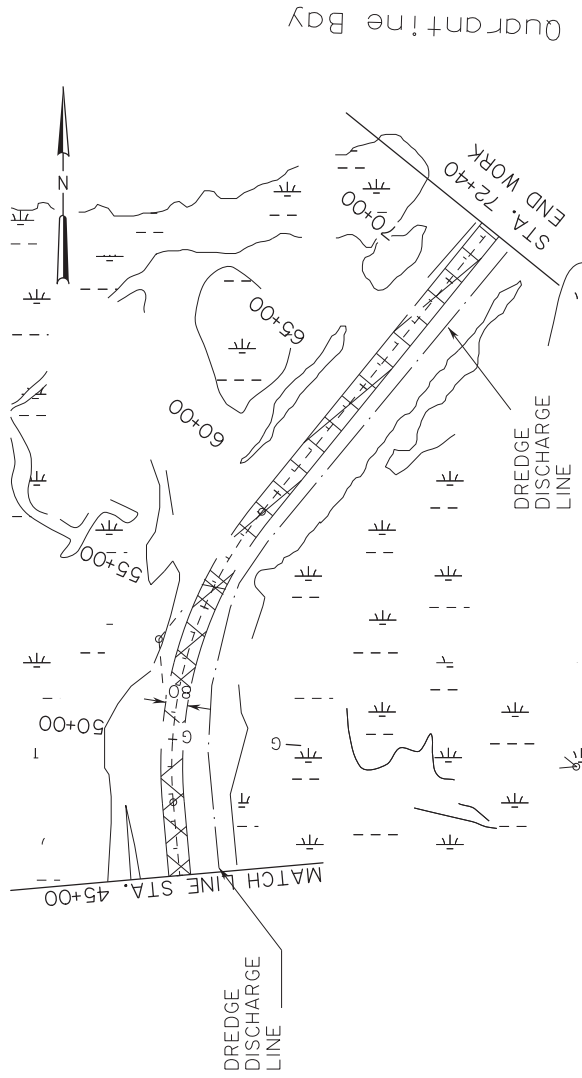 Quarantine Bay
N
STA. 72+40
END WORK
70+00
65+00
60+00
DREDGE
DISCHARGE
LINE
55+00
50+00
80
G
G
MATCH LINE STA. 45+00
DREDGE
DISCHARGE
LINE